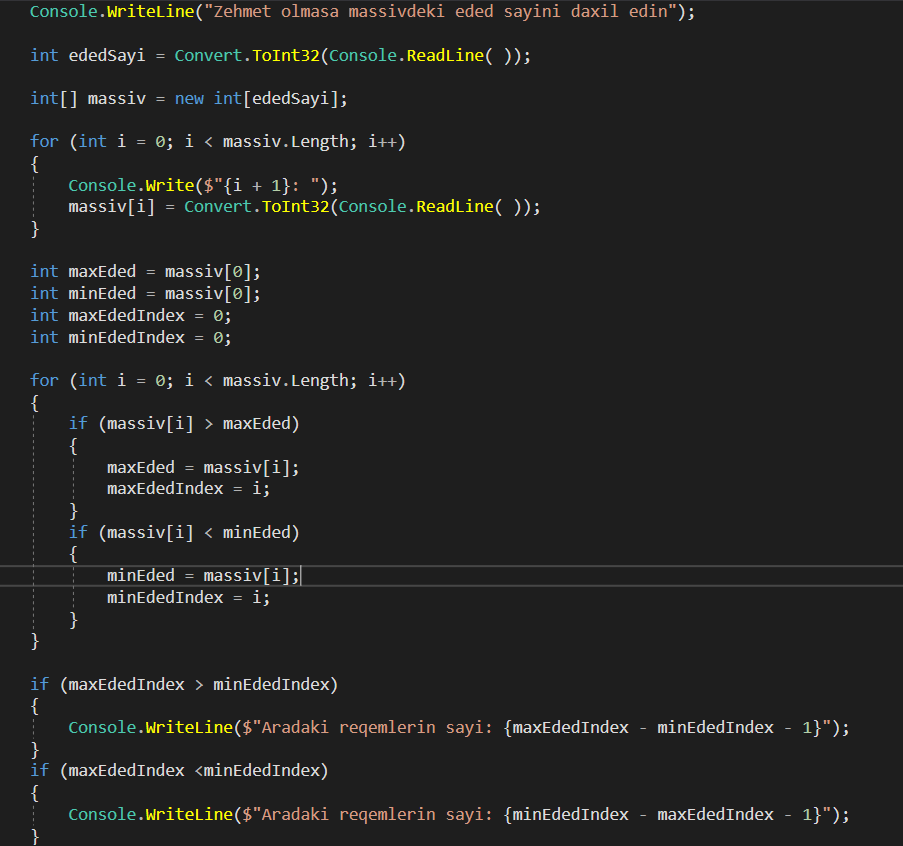 Console.WriteLine("Zehmet olmasa massivdeki eded sayini daxil edin");
int ededSayi = Convert.ToInt32(Console.ReadLine( ));
int[] massiv = new int[ededSayi];
for (int i = 0; i < massiv.Length; i++)
{
Console.Write($"{i + 1}: ");
massiv[i] = Convert.ToInt32(Console.ReadLine( ));
}
int maxEded = massiv[0];
int minEded = massiv[0];
int maxEdedIndex = 0;
int minEdedIndex = 0;
for (int i = 0; i < massiv.Length; i++)
{
if (massiv[i] > maxEded)
{
maxEded = massiv[i];
maxEdedIndex = i;
}
if (massiv[i] < minEded)
{
minEded = massiv[i];
minEdedIndex = i;
}
}
if (maxEdedIndex > minEdedIndex)
{
Console.WriteLine($"Aradaki reqemlerin sayi: {maxEdedIndex - minEdedIndex - 1}");
}
if (maxEdedIndex <minEdedIndex)
{
Console.WriteLine($"Aradaki reqemlerin sayi: {minEdedIndex - maxEdedIndex - 1}");
}